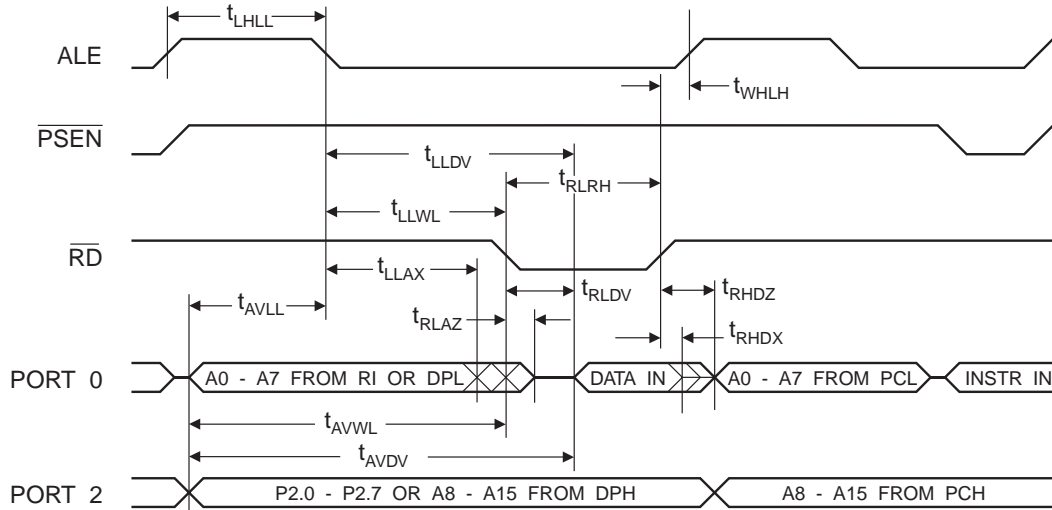 tLHLL
ALE
tWHLH
PSEN
tLLDV
tRLRH
tLLWL
RD
tLLAX
tRLDV
tRHDZ
tAVLL
tRLAZ
tRHDX
PORT 0
A0 - A7 FROM RI OR DPL
DATA IN
A0 - A7 FROM PCL
INSTR IN
tAVWL
tAVDV
PORT 2
P2.0 - P2.7 OR A8 - A15 FROM DPH
A8 - A15 FROM PCH